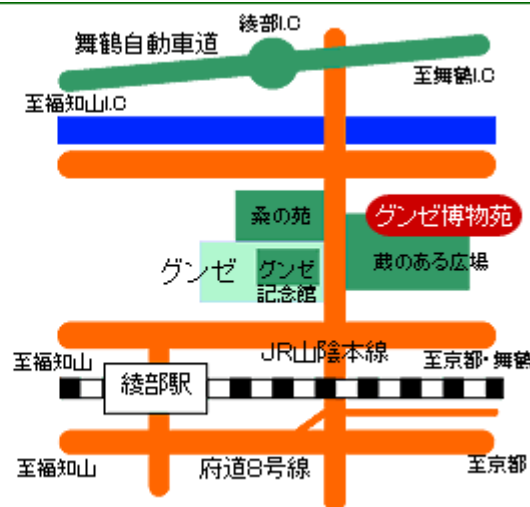 綾部I.C
舞鶴自動車道
至舞鶴I.C
至福知山I.C
桑の苑
グンゼ博物苑
グンゼ
グンゼ
記念館
蔵のある広場
JR山陰本線
至福知山
至京都・舞鶴
綾部駅
至福知山
府道8号線
至京都